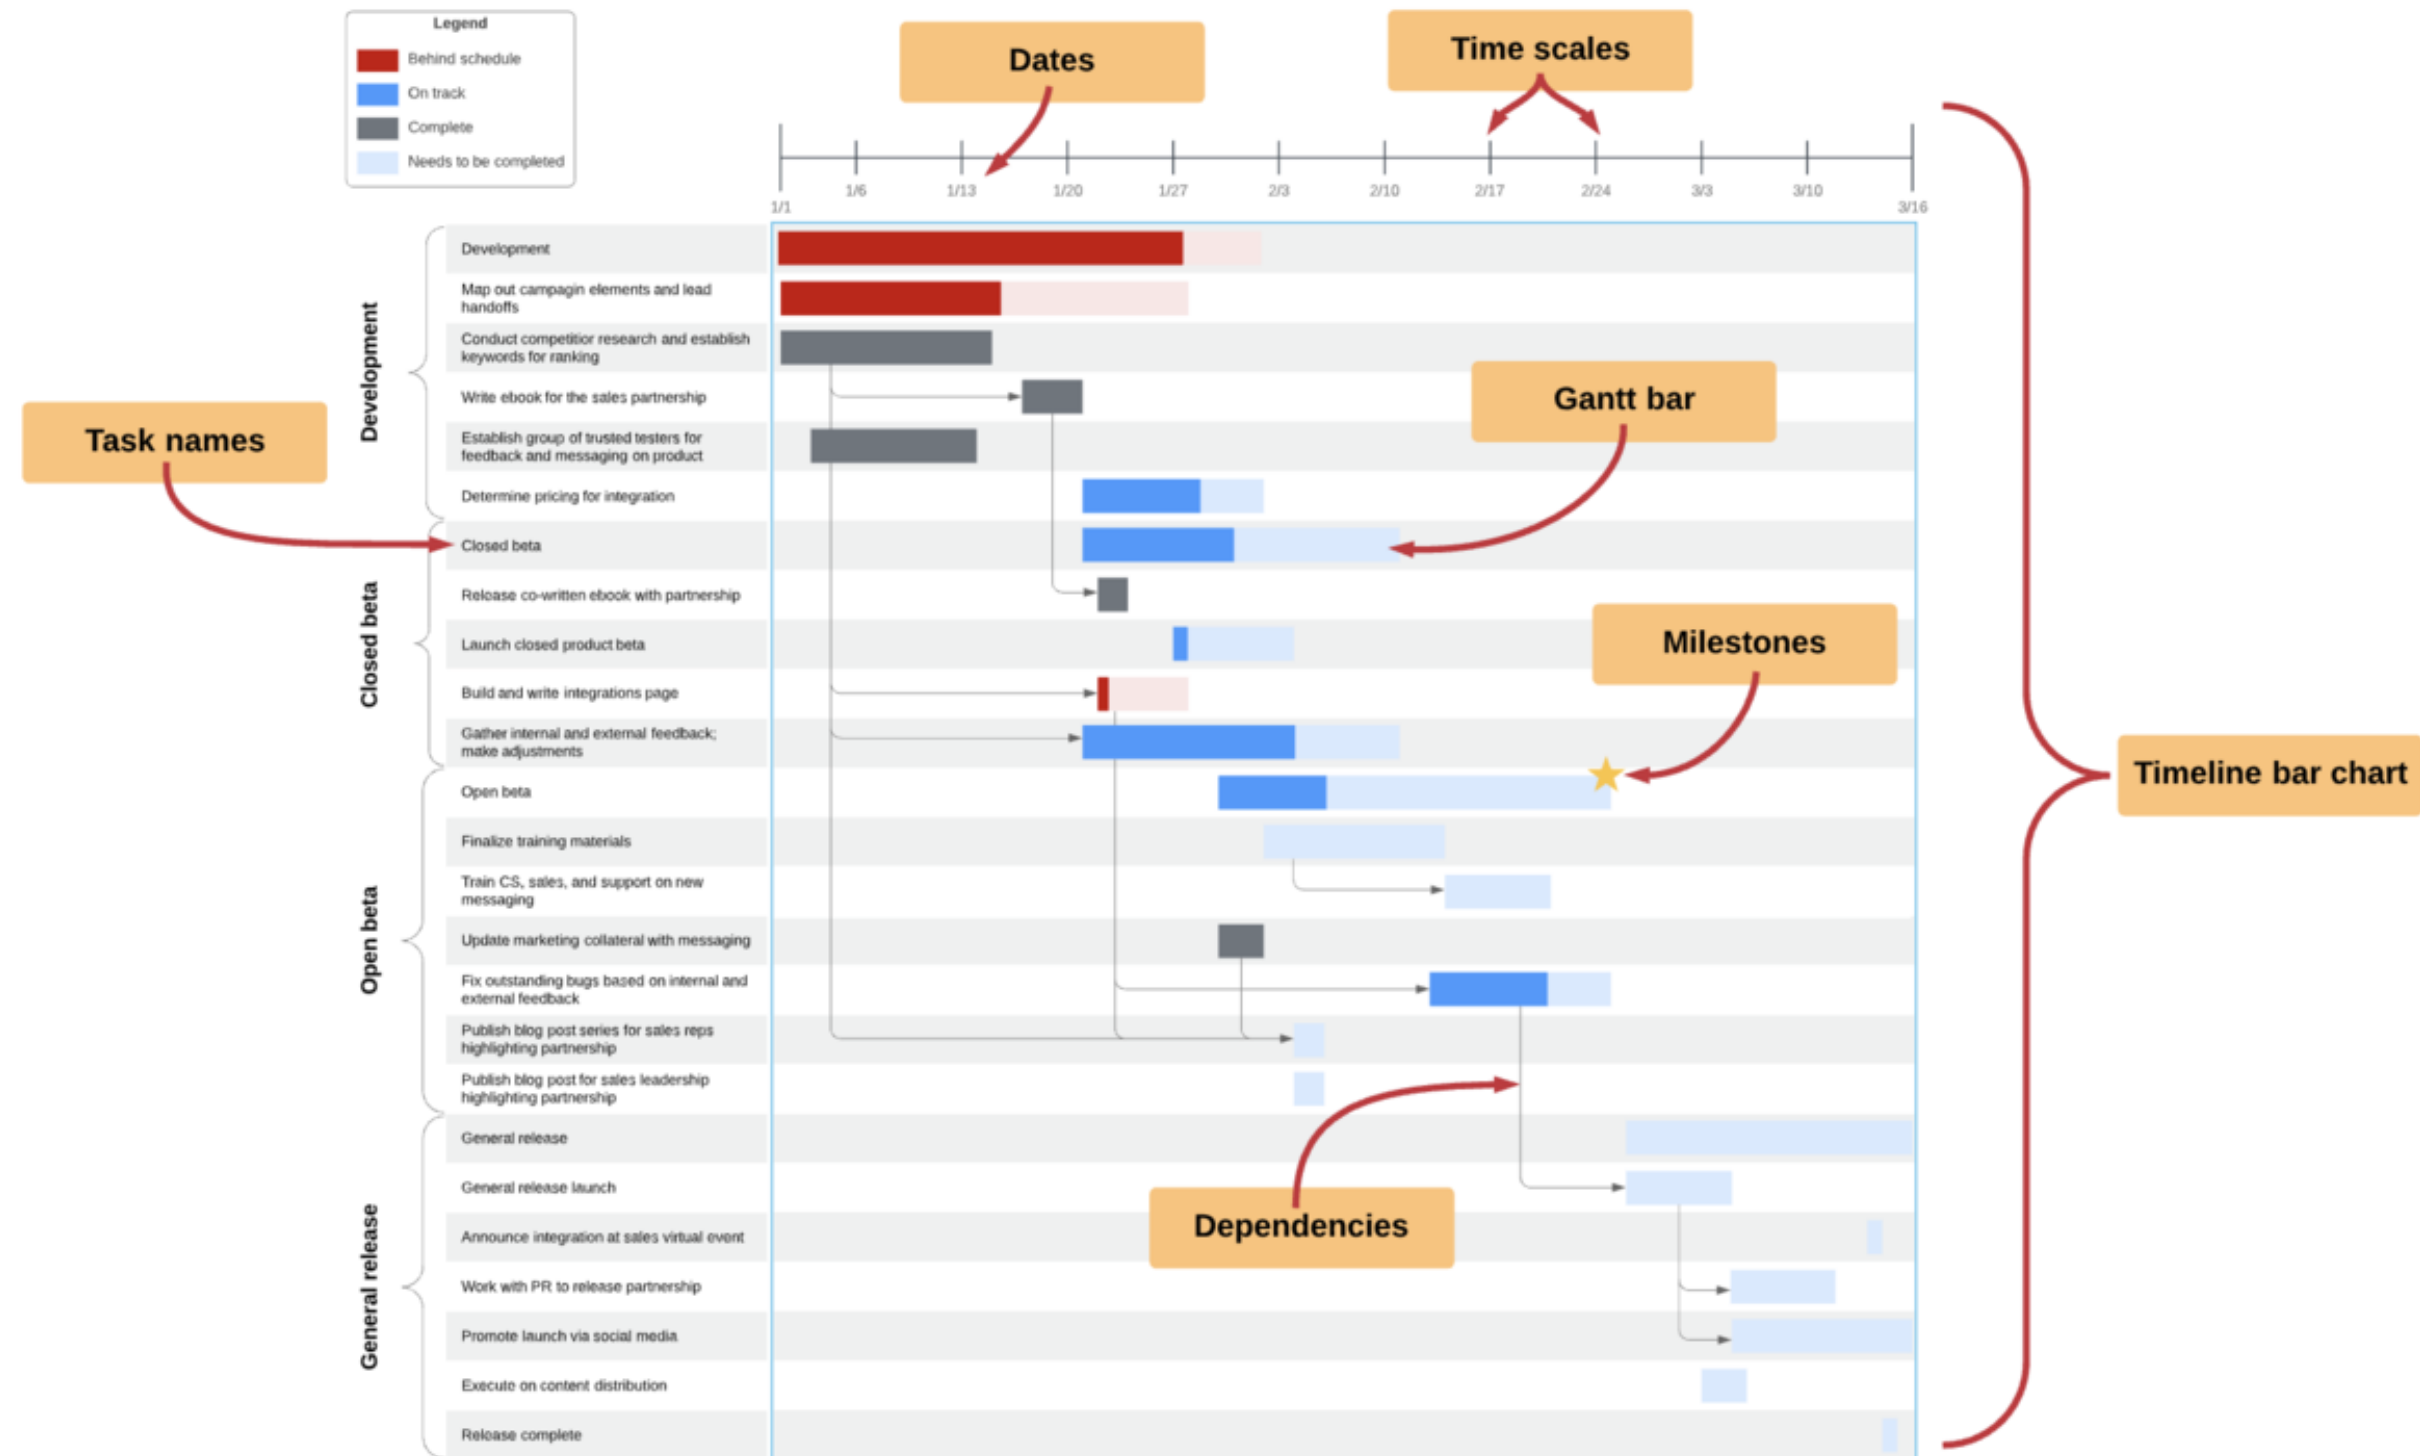 Legend
Behind schedule
On track
Complete
Needs to be completed
Dates
Time scales
1/1
1/6
1/13
1/20
1/27
2/3
2/10
2/17
2/24
3/3
3/10
3/16
Task names
Gantt bar
Milestones
Timeline bar chart
Dependencies
Development
Development
Map out campagin elements and lead
handoffs
Conduct competitior research and establish
keywords for ranking
Write ebook for the sales partnership
Establish group of trusted testers for
feedback and messaging on product
Determine pricing for integration
Closed beta
Closed beta
Release co-written ebook with partnership
Launch closed product beta
Build and write integrations page
Gather internal and external feedback;
make adjustments
Open beta
Open beta
Finalize training materials
Train CS, sales, and support on new
messaging
Update marketing collateral with messaging
Fix outstanding bugs based on internal and
external feedback
Publish blog post series for sales reps
highlighting partnership
Publish blog post for sales leadership
highlighting partnership
General release
General release
General release launch
Announce integration at sales virtual event
Work with PR to release partnership
Promote launch via social media
Execute on content distribution
Release complete